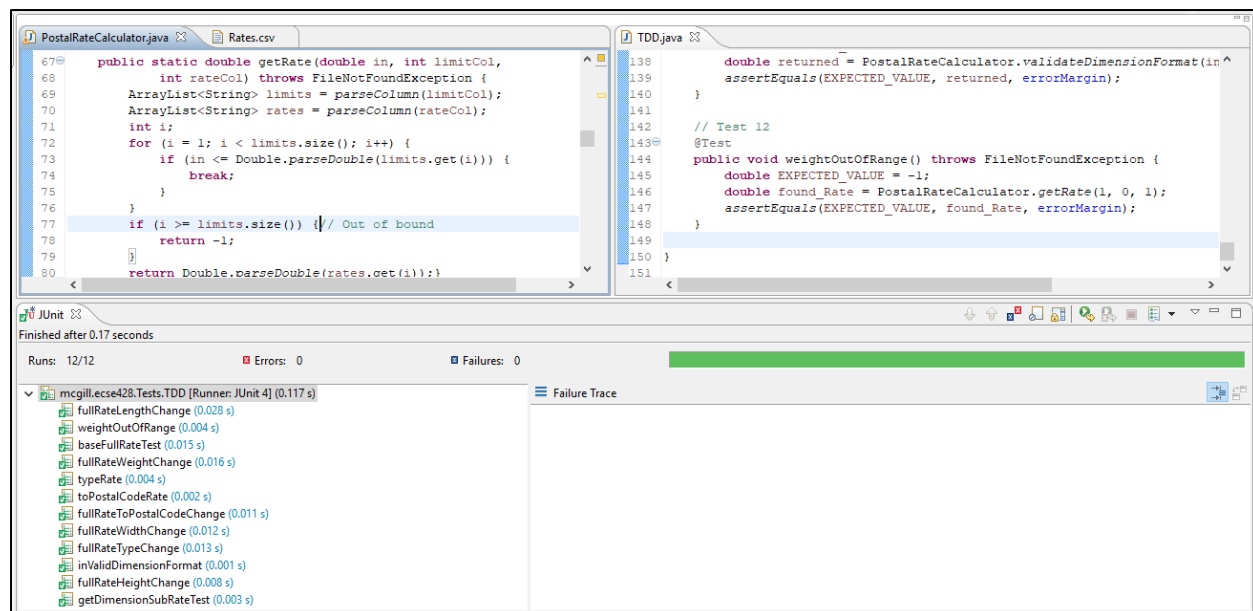 PostalRateCalculator.java
Rates.csv
67 public static double getRate(double in, int limitCol,
68 int rateCol) throws FileNotFoundException {
69 ArrayList<String> limits = parseColumn(limitCol);
70 ArrayList<String> rates = parseColumn(rateCol);
71 int i;
72 for (i = 1; i < limits.size(); i++) {
73 if (in <= Double.parseDouble(limits.get(i))) {
74 break;
75 }
76 }
77 if (i >= limits.size()) {// Out of bound
78 return -1;
79 }
80 return Double.parseDouble(rates.get(i));}
TDD.java
138 double returned = PostalRateCalculator.validateDimensionFormat(in
139 assertEquals(EXPECTED_VALUE, returned, errorMargin);
140 }
141
142 // Test 12
143 @Test
144 public void weightOutOfRange() throws FileNotFoundException {
145 double EXPECTED_VALUE = -1;
146 double found_Rate = PostalRateCalculator.getRate(1, 0, 1);
147 assertEquals(EXPECTED_VALUE, found_Rate, errorMargin);
148 }
149
150 }
151
JUnit
Finished after 0.17 seconds
Runs: 12/12 Errors: 0 Failures: 0
mcgill.ecse428.Tests.TDD [Runner: JUnit 4] (0.117 s)
fullRateLengthChange (0.028 s)
weightOutOfRange (0.004 s)
baseFullRateTest (0.015 s)
fullRateWeightChange (0.016 s)
typeRate (0.004 s)
toPostalCodeRate (0.002 s)
fullRateToPostalCodeChange (0.011 s)
fullRateWidthChange (0.012 s)
fullRateTypeChange (0.013 s)
inValidDimensionFormat (0.001 s)
fullRateHeightChange (0.008 s)
getDimensionSubRateTest (0.003 s)
Failure Trace